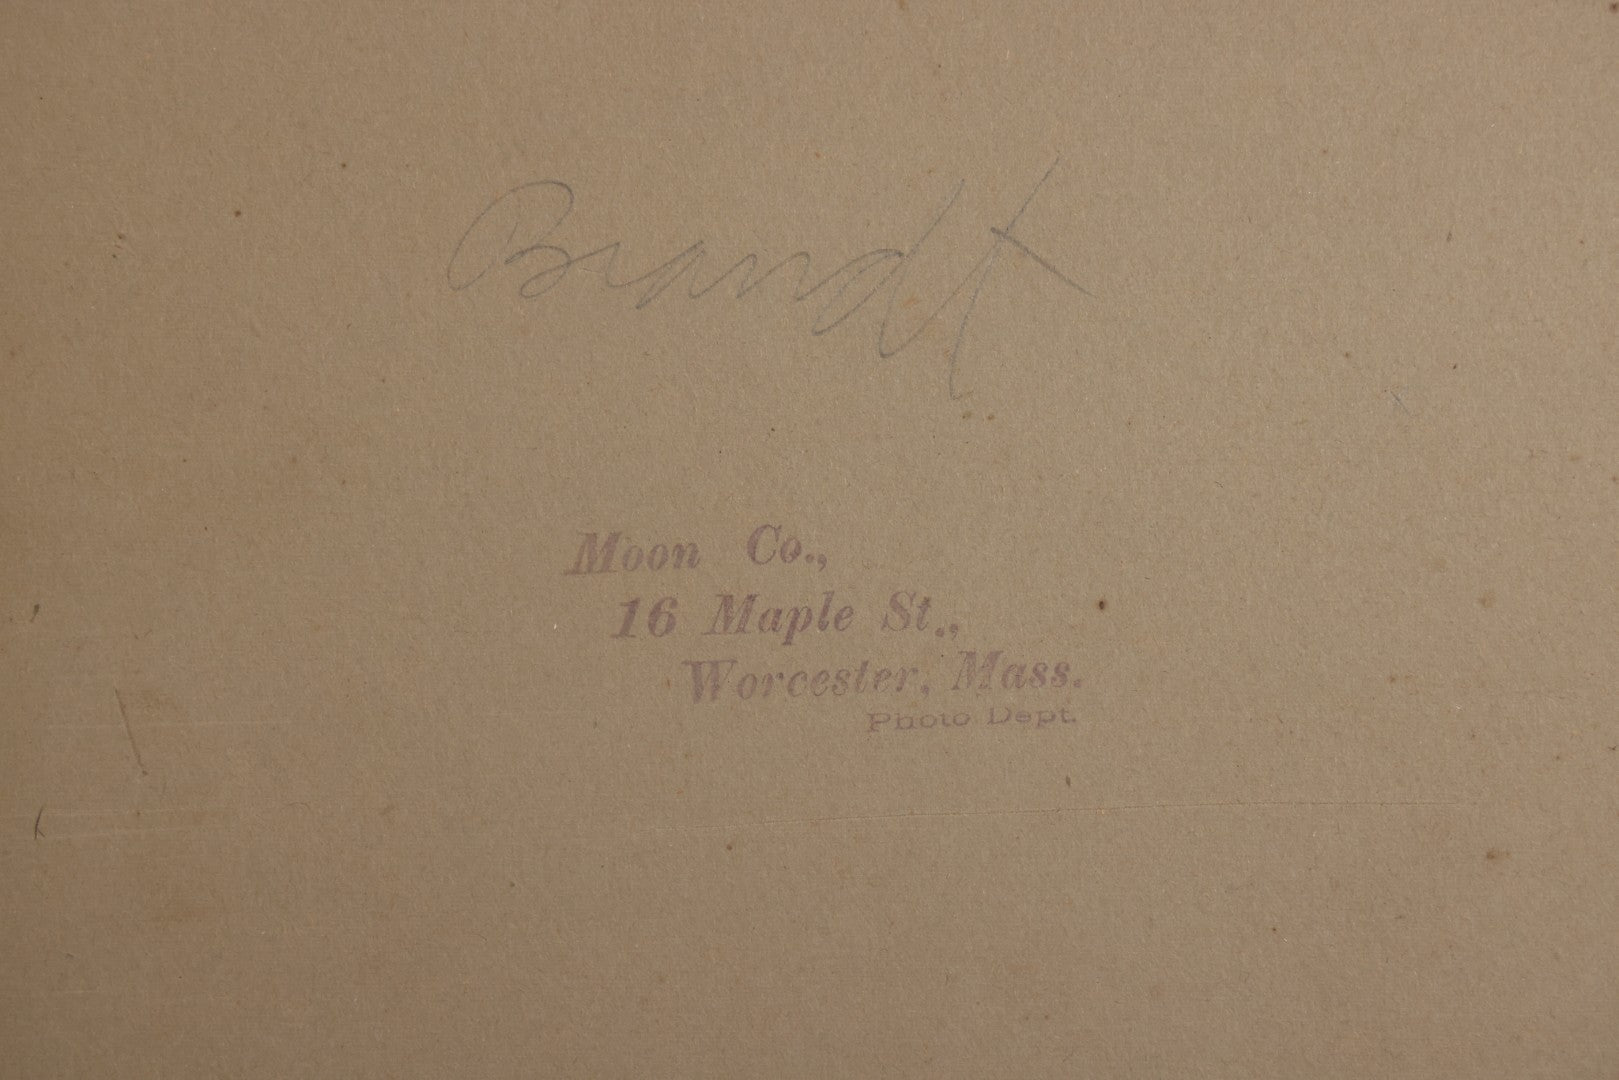 Brandt
Moon Co.,
16 Maple St.,
Worcester, Mass.
Photo Dept.